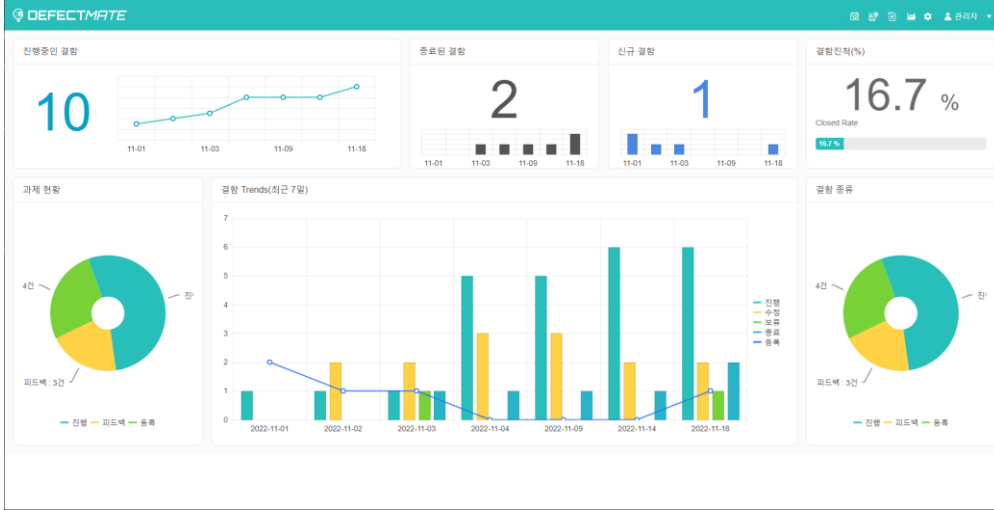 DEFECTMATE
관리자
진행중인 결함
10
11-01
11-03
11-09
11-18
종료된 결함
2
11-01
11-03
11-09
11-18
신규 결함
1
11-01
11-03
11-09
11-18
결함진척(%)
16.7 %
Closed Rate
16.7 %
과제 현황
4건
진
피드백 : 3건
진행
피드백
등록
결함 Trends(최근 7일)
7
6
5
4
3
2
1
0
2022-11-01
2022-11-02
2022-11-03
2022-11-04
2022-11-09
2022-11-14
2022-11-18
진행
수정
보류
종료
등록
결함 종류
4건
진
피드백 : 3건
진행
피드백
등록